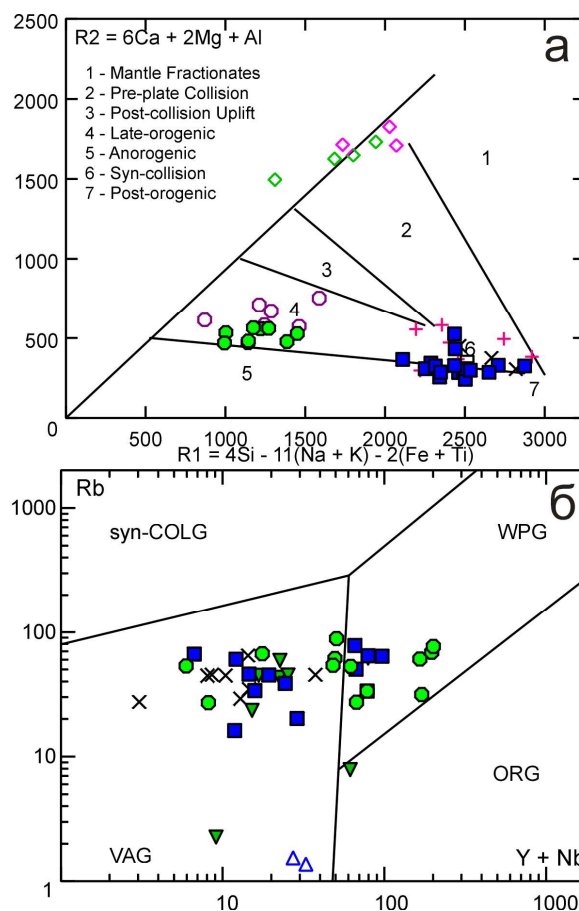 R2 = 6Ca + 2Mg + Al
а
1 - Mantle Fractionates
2 - Pre-plate Collision
3 - Post-collision Uplift
4 - Late-orogenic
5 - Anorogenic
6 - Syn-collision
7 - Post-orogenic
2500
2000
1500
1000
500
0
1
2
3
4
5
6
7
500 1000 1500 2000 2500 3000
R1 = 4Si - 11(Na + K) - 2(Fe + Ti)
Rb
б
syn-COLG
WPG
1000
100
10
1
ORG
VAG
Y + Nb
10 100 1000